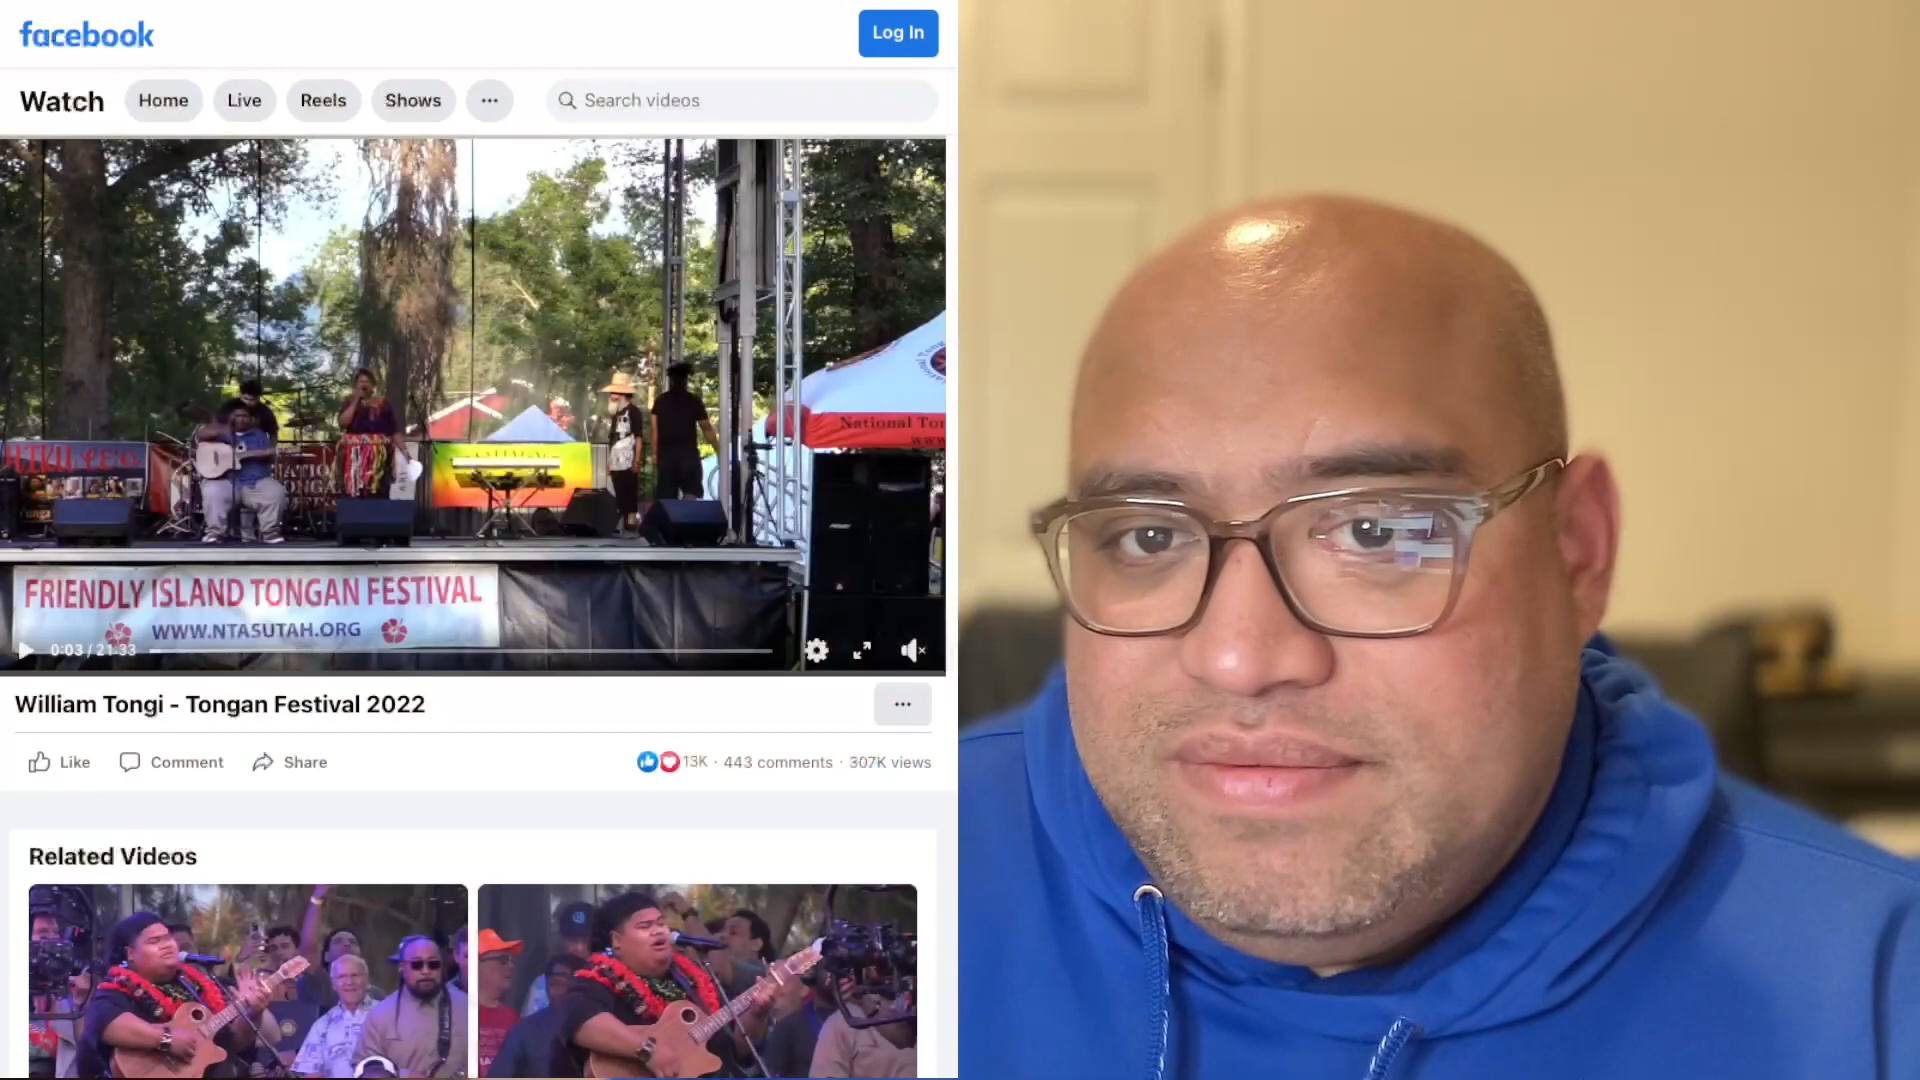 facebook
Log In
Watch
Home
Live
Reels
Shows
Search videos
National
FRIENDLY ISLAND TONGAN FESTIVAL
WWW.NTASUTAH.ORG
0:03 / 21:33
William Tongi - Tongan Festival 2022
Like
Comment
Share
13K · 443 comments · 307K views
Related Videos